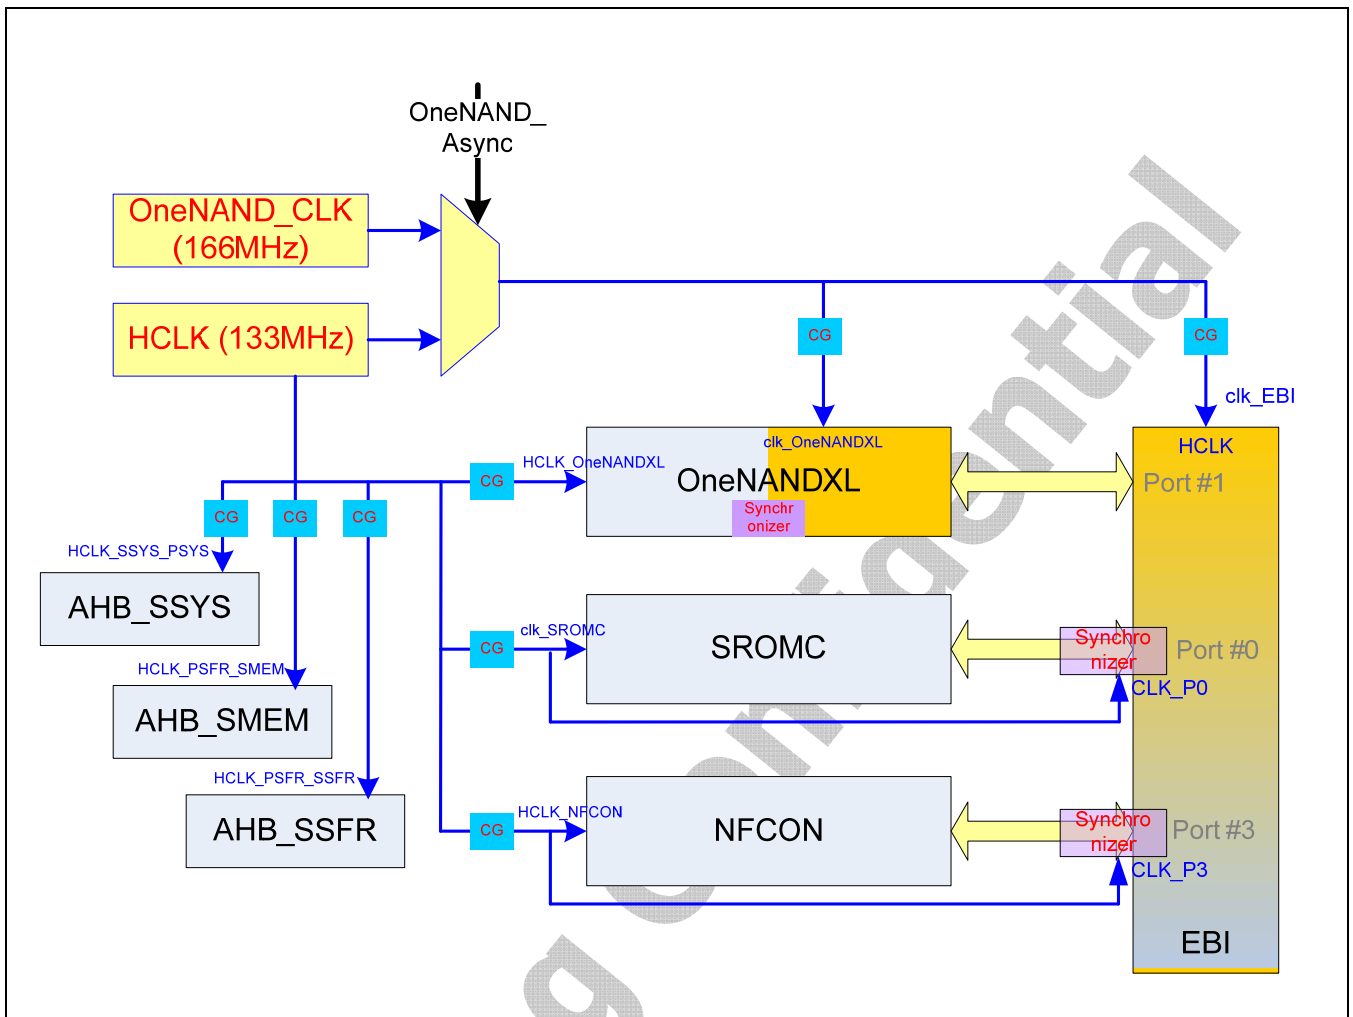 OneNAND_
Async
OneNAND_CLK
(166MHz)
HCLK (133MHz)
CG
CG
clk_EBI
HCLK
clk_OneNANDXL
HCLK_OneNANDXL
CG
OneNANDXL
Port #1
Synchr
onizer
CG
CG
CG
HCLK_SSYS_PSYS
AHB_SSYS
clk_SROMC
CG
SROMC
Synchro
nizer
Port #0
CLK_P0
HCLK_PSFR_SMEM
AHB_SMEM
HCLK_PSFR_SSFR
AHB_SSFR
HCLK_NFCON
CG
NFCON
Synchro
nizer
Port #3
CLK_P3
EBI
g Confidential